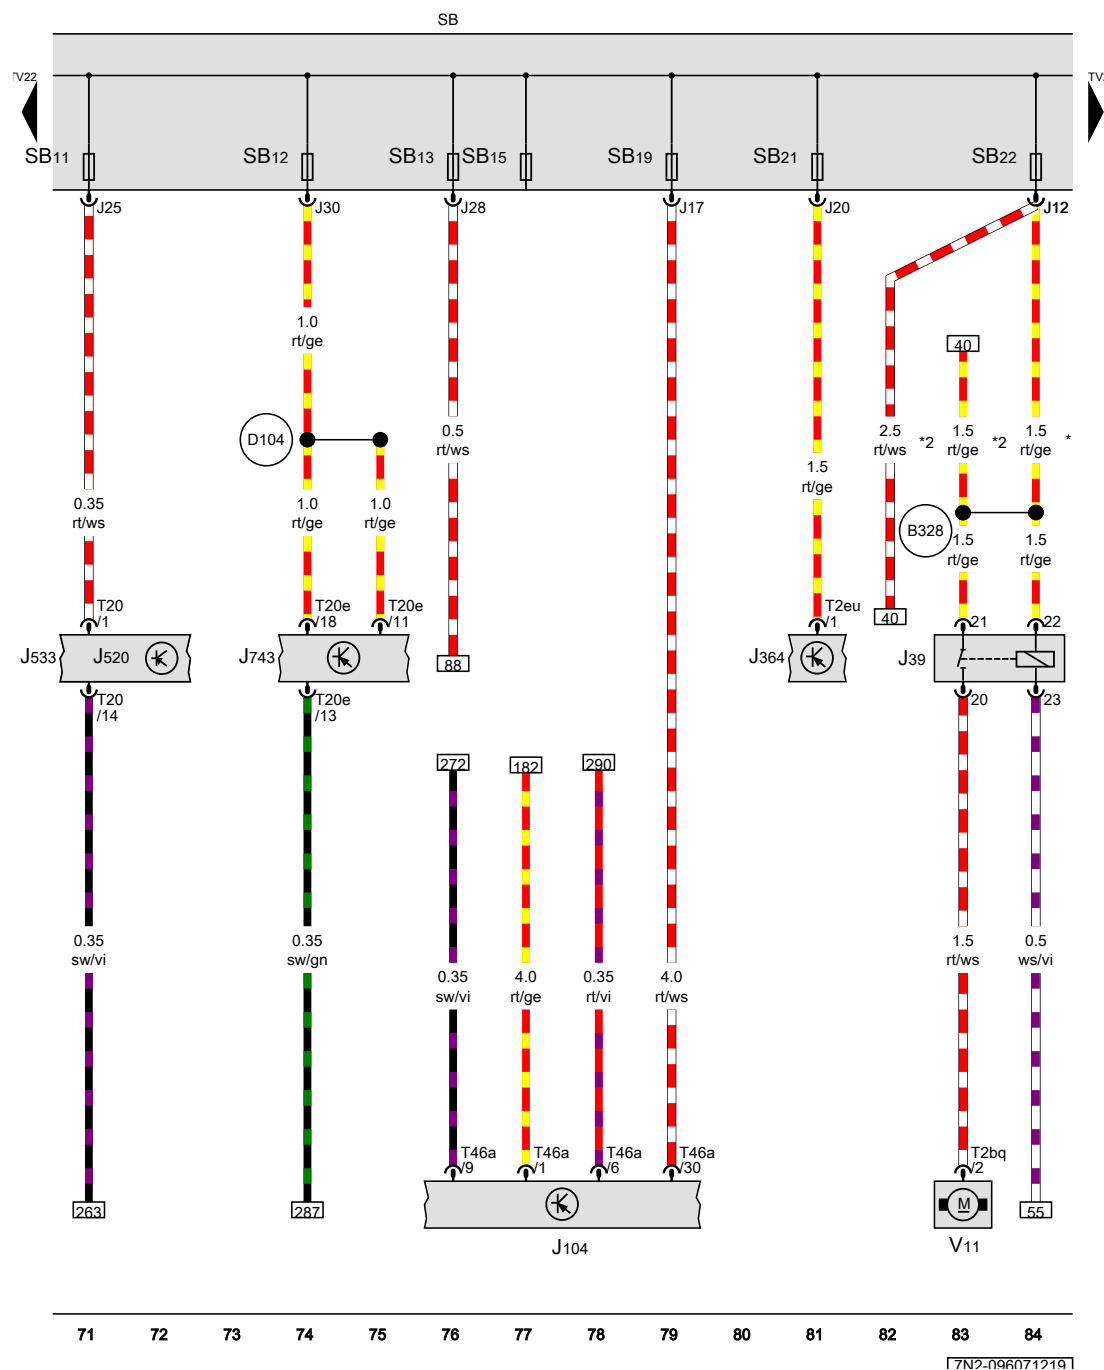 SB
TV22
SB11
SB12
SB13
SB15
SB19
SB21
SB22
J25
J30
J28
J17
J20
J12
1.0
rt/ge
40
D104
0.5
rt/ws
2.5
rt/ws
*2
1.5
rt/ge
*2
1.5
rt/ge
*
1.5
rt/ge
0.35
rt/ws
1.0
rt/ge
1.0
rt/ge
B328
1.5
rt/ge
1.5
rt/ge
T20
/1
T20e
/18
T20e
/11
T2eu
/1
40
21
22
J533
J520
J743
88
J364
J39
T20
/14
T20e
/13
20
23
272
182
290
0.35
sw/vi
0.35
sw/gn
0.35
sw/vi
4.0
rt/ge
0.35
rt/vi
4.0
rt/ws
1.5
rt/ws
0.5
ws/vi
T46a
/9
T46a
/1
T46a
/6
T46a
/30
T2bq
/2
263
287
M
55
J104
V11
71 72 73 74 75 76 77 78 79 80 81 82 83 84
7N2-096071219